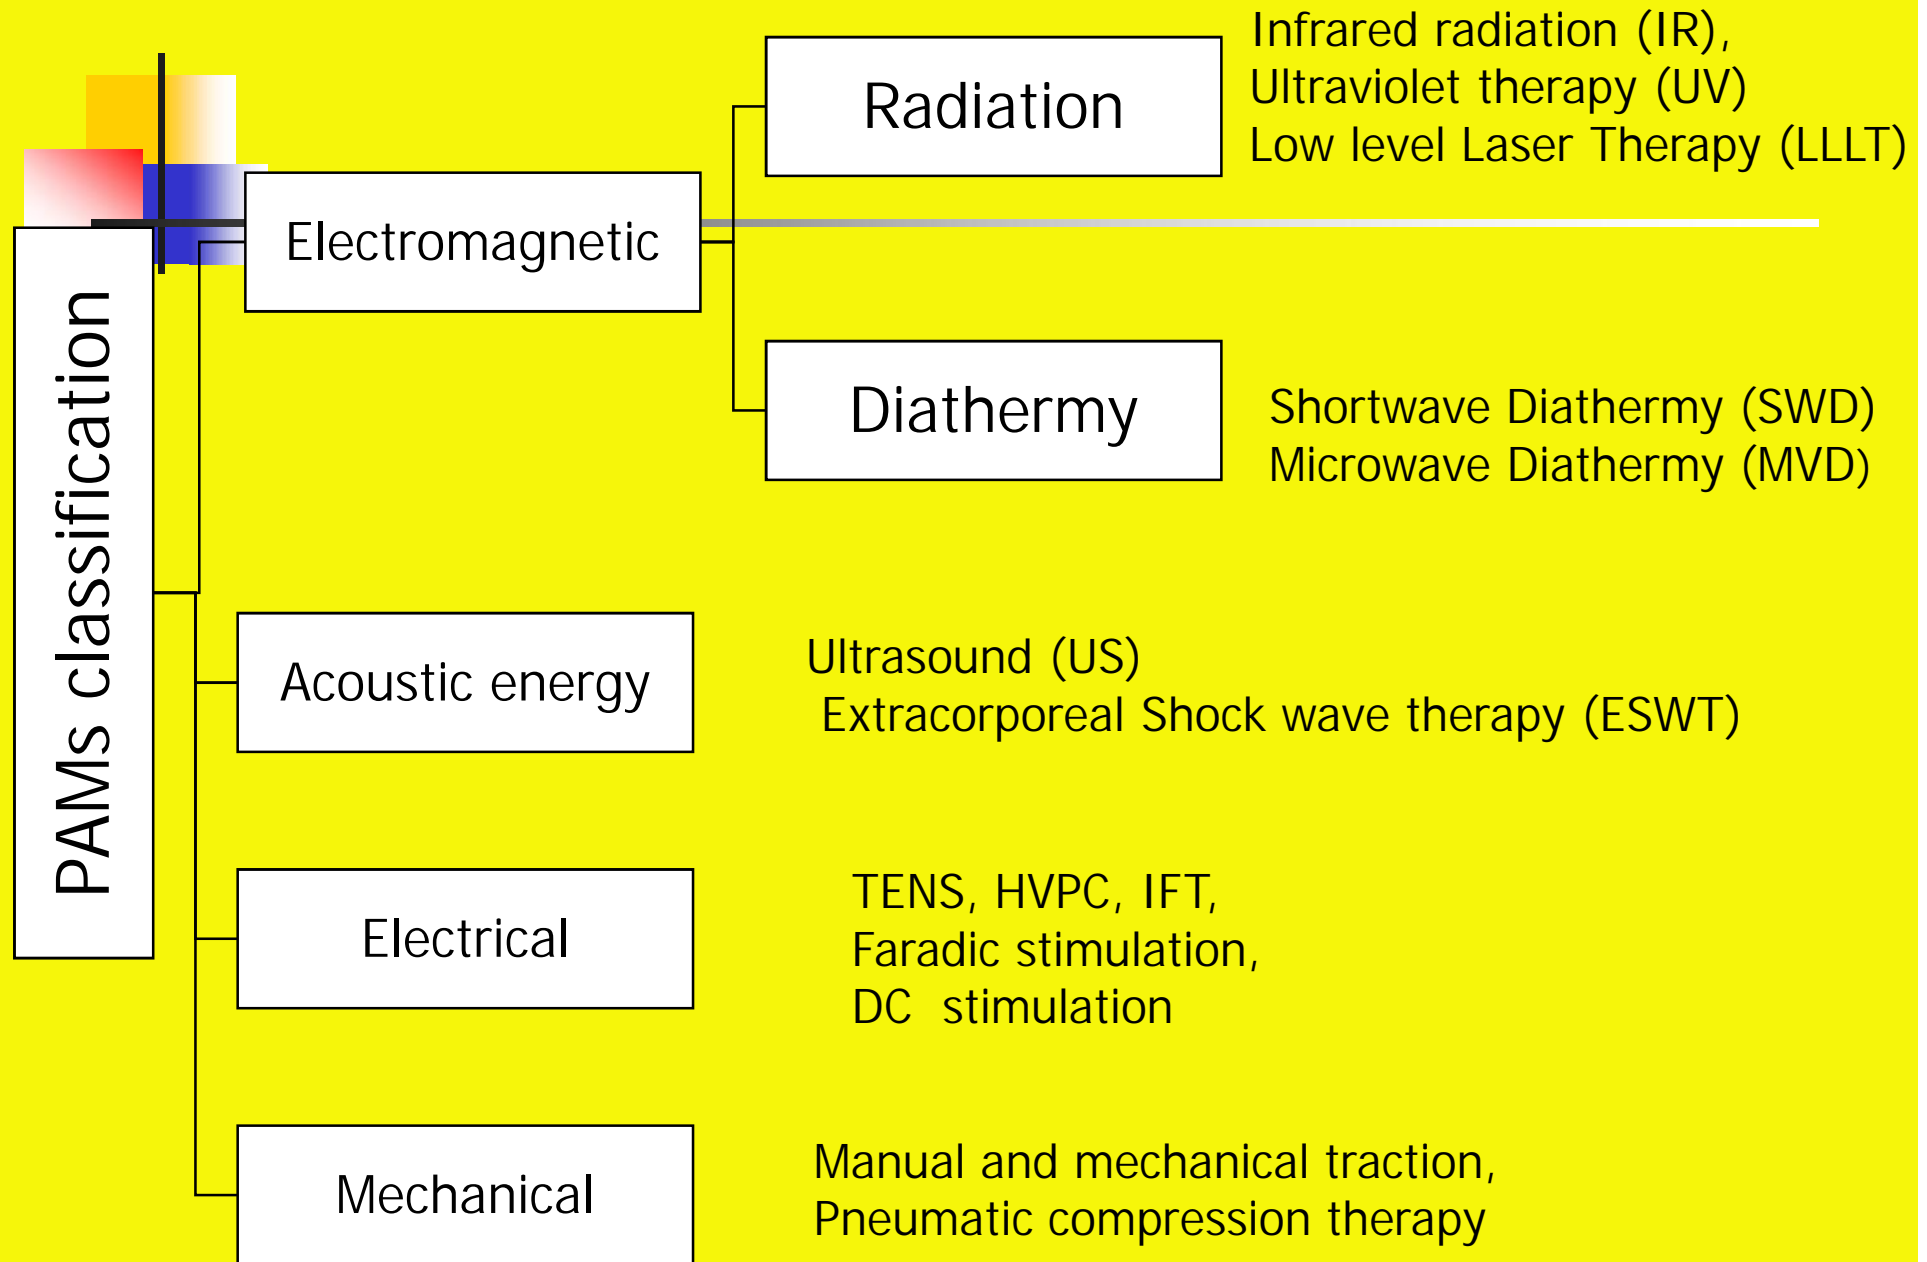 PAMs classification
Electromagnetic
Radiation
Infrared radiation (IR),
Ultraviolet therapy (UV)
Low level Laser Therapy (LLLT)
Diathermy
Shortwave Diathermy (SWD)
Microwave Diathermy (MVD)
Acoustic energy
Ultrasound (US)
Extracorporeal Shock wave therapy (ESWT)
Electrical
TENS, HVPC, IFT,
Faradic stimulation,
DC  stimulation
Mechanical
Manual and mechanical traction,
Pneumatic compression therapy